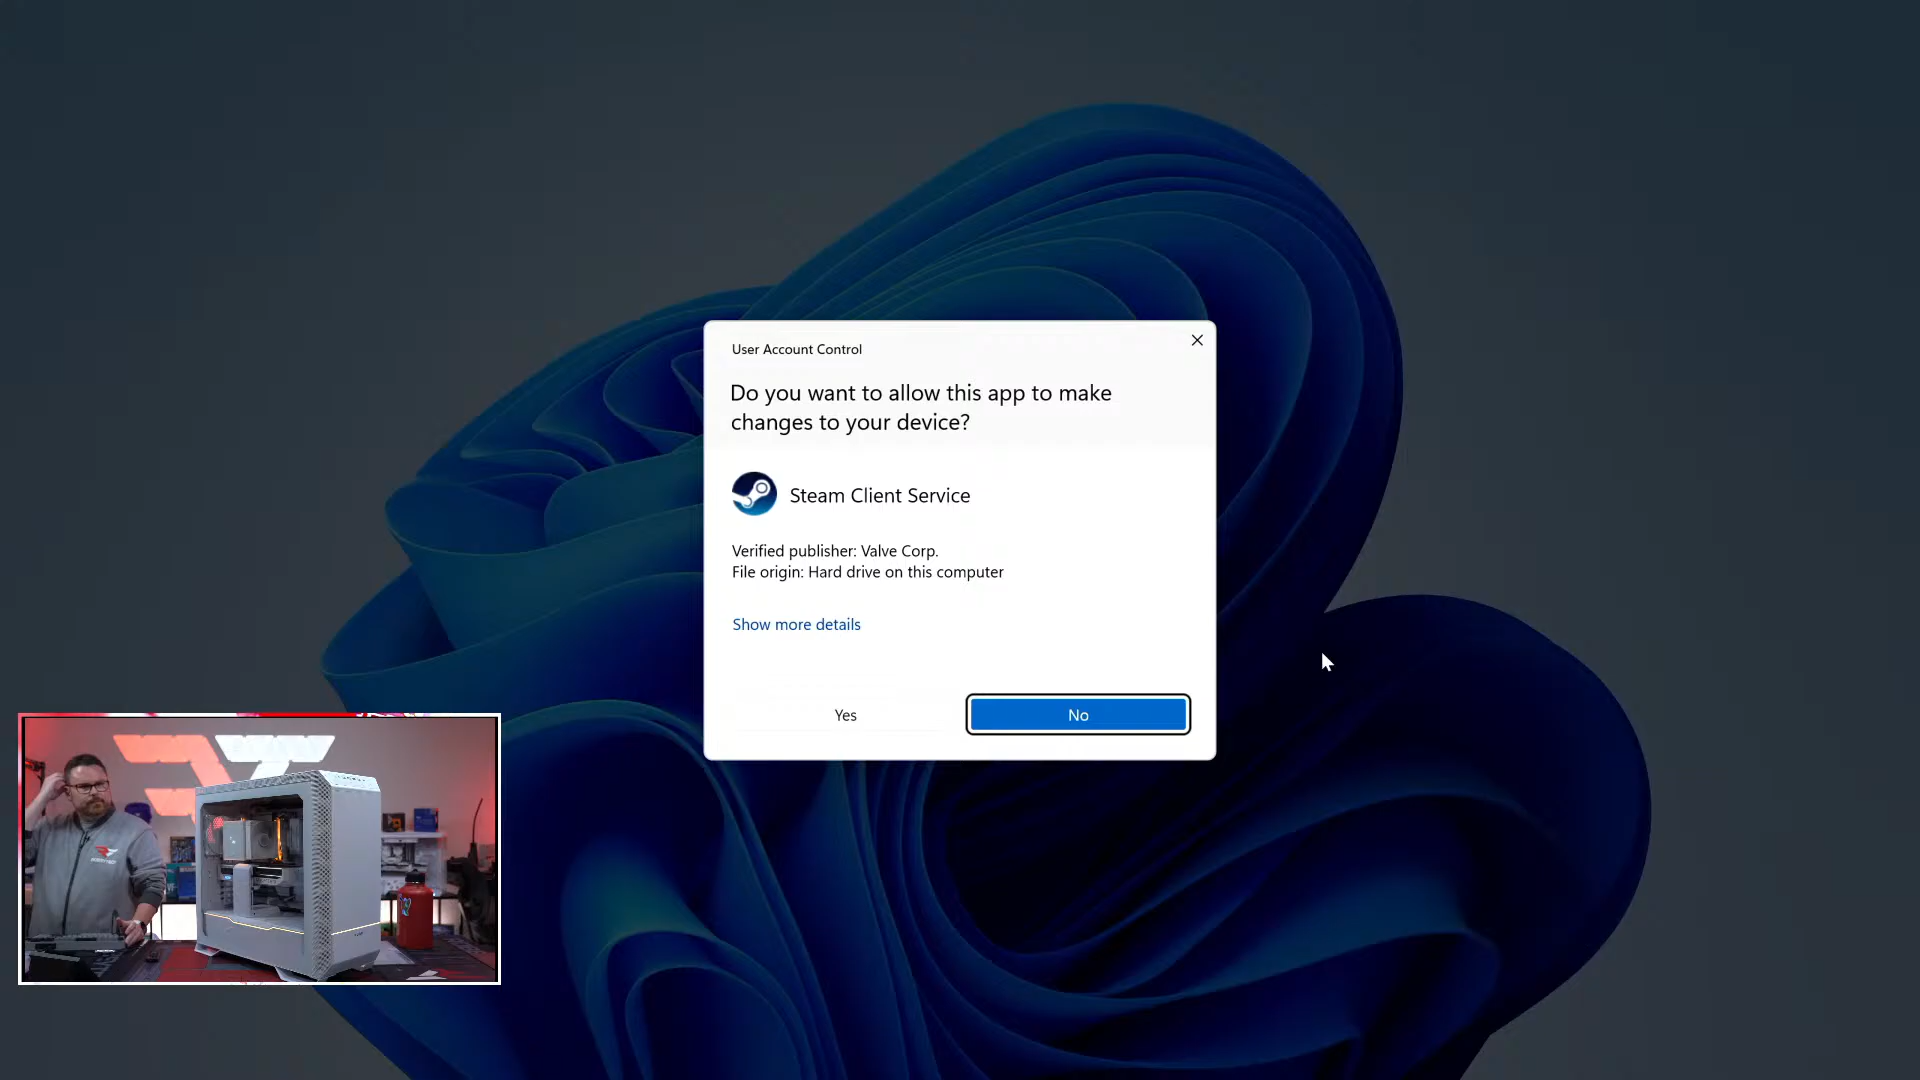 User Account Control
Do you want to allow this app to make
changes to your device?
Steam Client Service
Verified publisher: Valve Corp.
File origin: Hard drive on this computer
Show more details
Yes
No